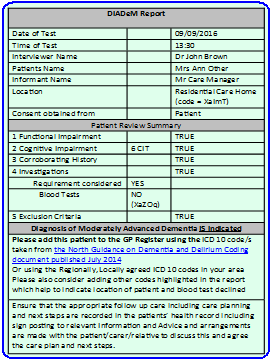 DIADeM Report
Date of Test 09/09/2016
Time of Test 13:30
Interviewer Name Dr John Brown
Patients Name Mrs Ann Other
Informant Name Mr Care Manager
Location Residential Care Home
(code = XaImT)
Consent obtained from Patient
Patient Review Summary
1 Functional Impairment TRUE
2 Cognitive Impairment 6 CIT TRUE
3 Corroborating History TRUE
4 Investigations TRUE
Requirement considered YES
Blood Tests NO
(XaZOq)
5 Exclusion Criteria TRUE
Diagnosis of Moderately Advanced Dementia IS Indicated
Please add this patient to the GP Register using the ICD 10 code/s
taken from the North Guidance on Dementia and Delirium Coding
document published July 2014
Or using the Regionally, Locally agreed ICD 10 codes in your area
Please also consider adding other codes highlighted in the report
which help to indicate location of patient and blood test declined
Ensure that the appropriate follow up care including care planning
and next steps are recorded in the patients' health record including
sign posting to relevant Information and Advice and arrangements
are made with the patient/carer/relative to discuss this and agree
the care plan and next steps.